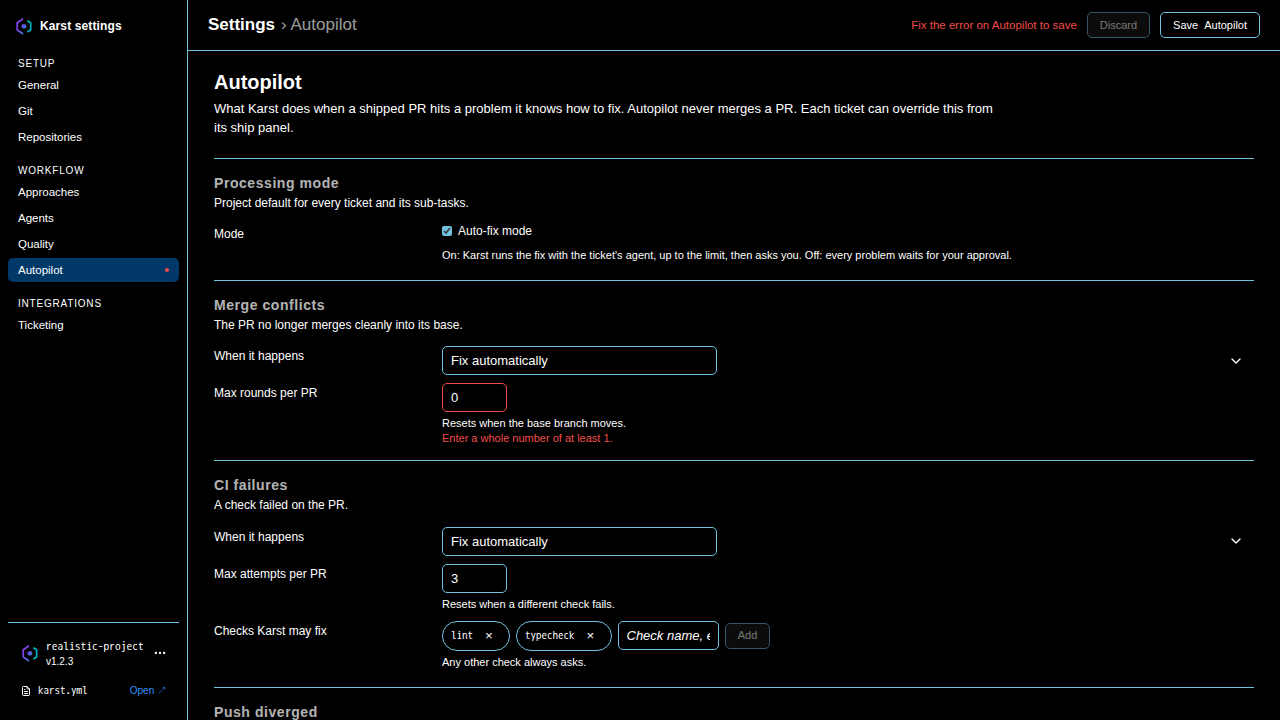 Karst settings
SETUP
General
Git
Repositories
WORKFLOW
Approaches
Agents
Quality
Autopilot
INTEGRATIONS
Ticketing
realistic-project
v1.2.3
karst.yml Open ↗
Settings › Autopilot
Fix the error on Autopilot to save Discard Save Autopilot
Autopilot
What Karst does when a shipped PR hits a problem it knows how to fix. Autopilot never merges a PR. Each ticket can override this from
its ship panel.
Processing mode
Project default for every ticket and its sub-tasks.
Mode Auto-fix mode
On: Karst runs the fix with the ticket's agent, up to the limit, then asks you. Off: every problem waits for your approval.
Merge conflicts
The PR no longer merges cleanly into its base.
When it happens Fix automatically
Max rounds per PR 0
Resets when the base branch moves.
Enter a whole number of at least 1.
CI failures
A check failed on the PR.
When it happens Fix automatically
Max attempts per PR 3
Resets when a different check fails.
Checks Karst may fix lint × typecheck × Check name, e Add
Any other check always asks.
Push diverged